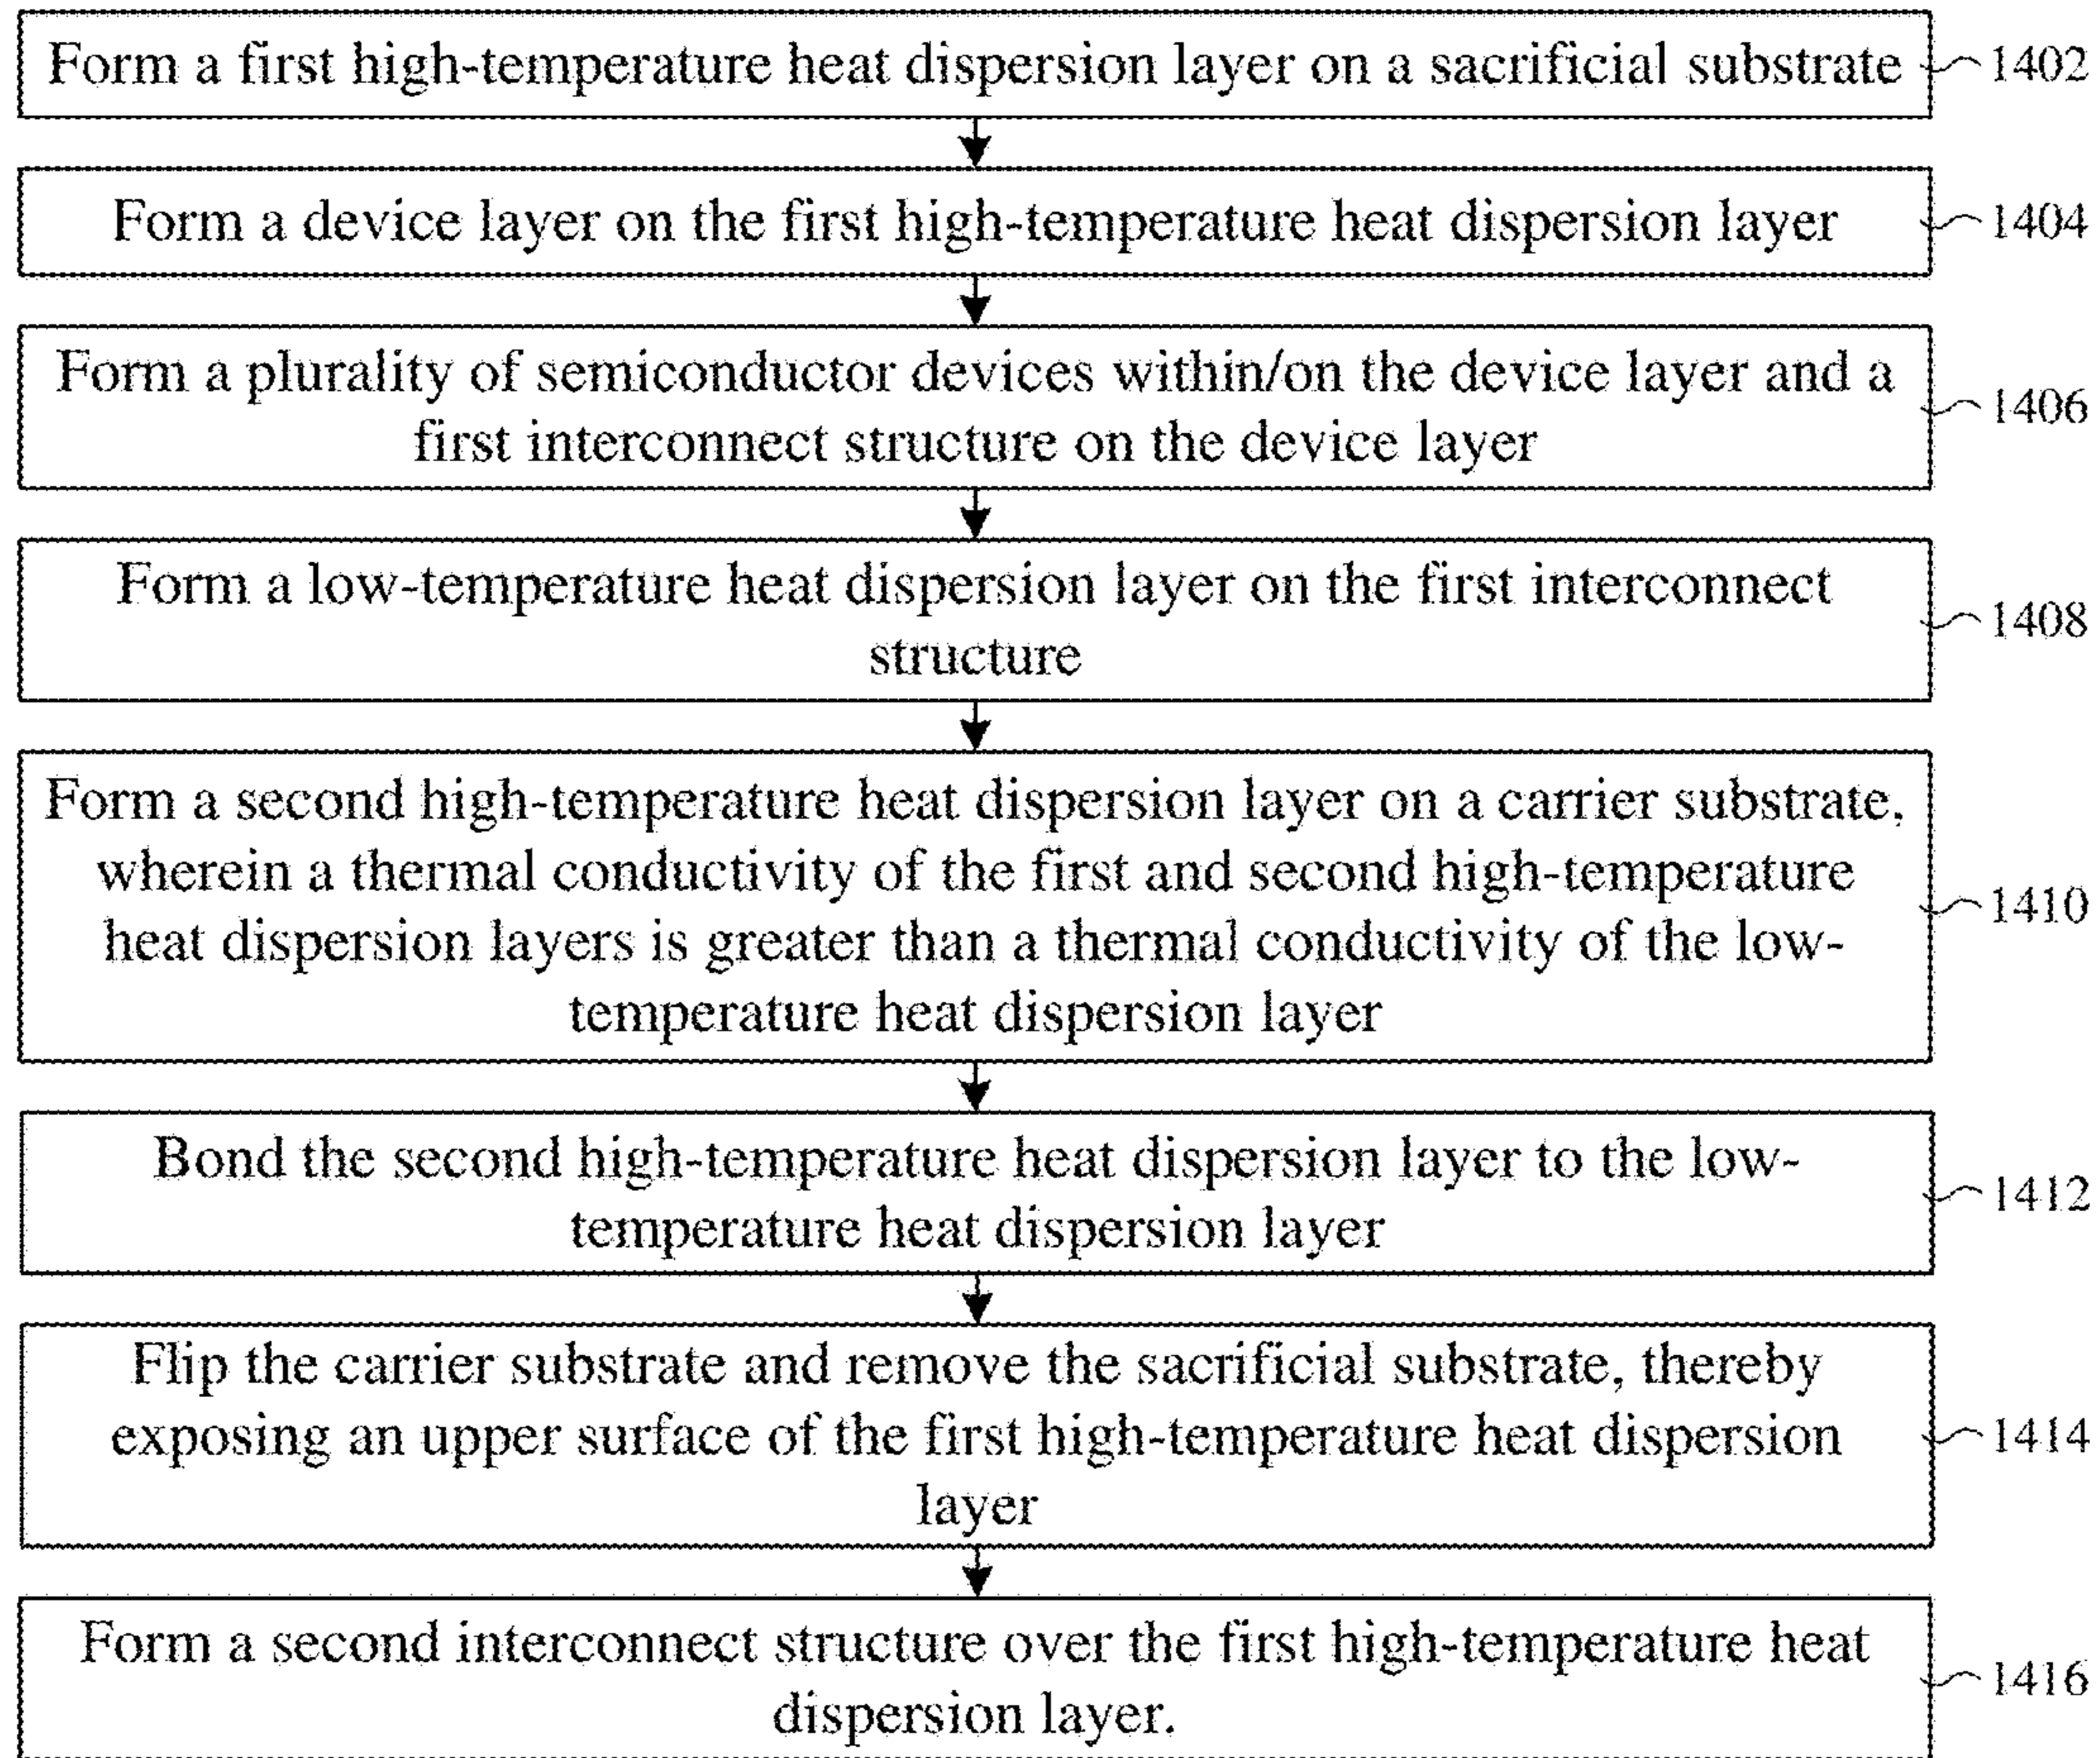 Form a first high-temperature heat dispersion layer on a sacrificial substrate 1402
Form a device layer on the first high-temperature heat dispersion layer 1404
Form a plurality of semiconductor devices within/on the device layer and a
first interconnect structure on the device layer
1406
Form a low-temperature heat dispersion layer on the first interconnect
structure
1408
Form a second high-temperature heat dispersion layer on a carrier substrate,
wherein a thermal conductivity of the first and second high-temperature
heat dispersion layers is greater than a thermal conductivity of the low-
temperature heat dispersion layer
1410
Bond the second high-temperature heat dispersion layer to the low-
temperature heat dispersion layer
1412
Flip the carrier substrate and remove the sacrificial substrate, thereby
exposing an upper surface of the first high-temperature heat dispersion
layer
1414
Form a second interconnect structure over the first high-temperature heat
dispersion layer.
1416